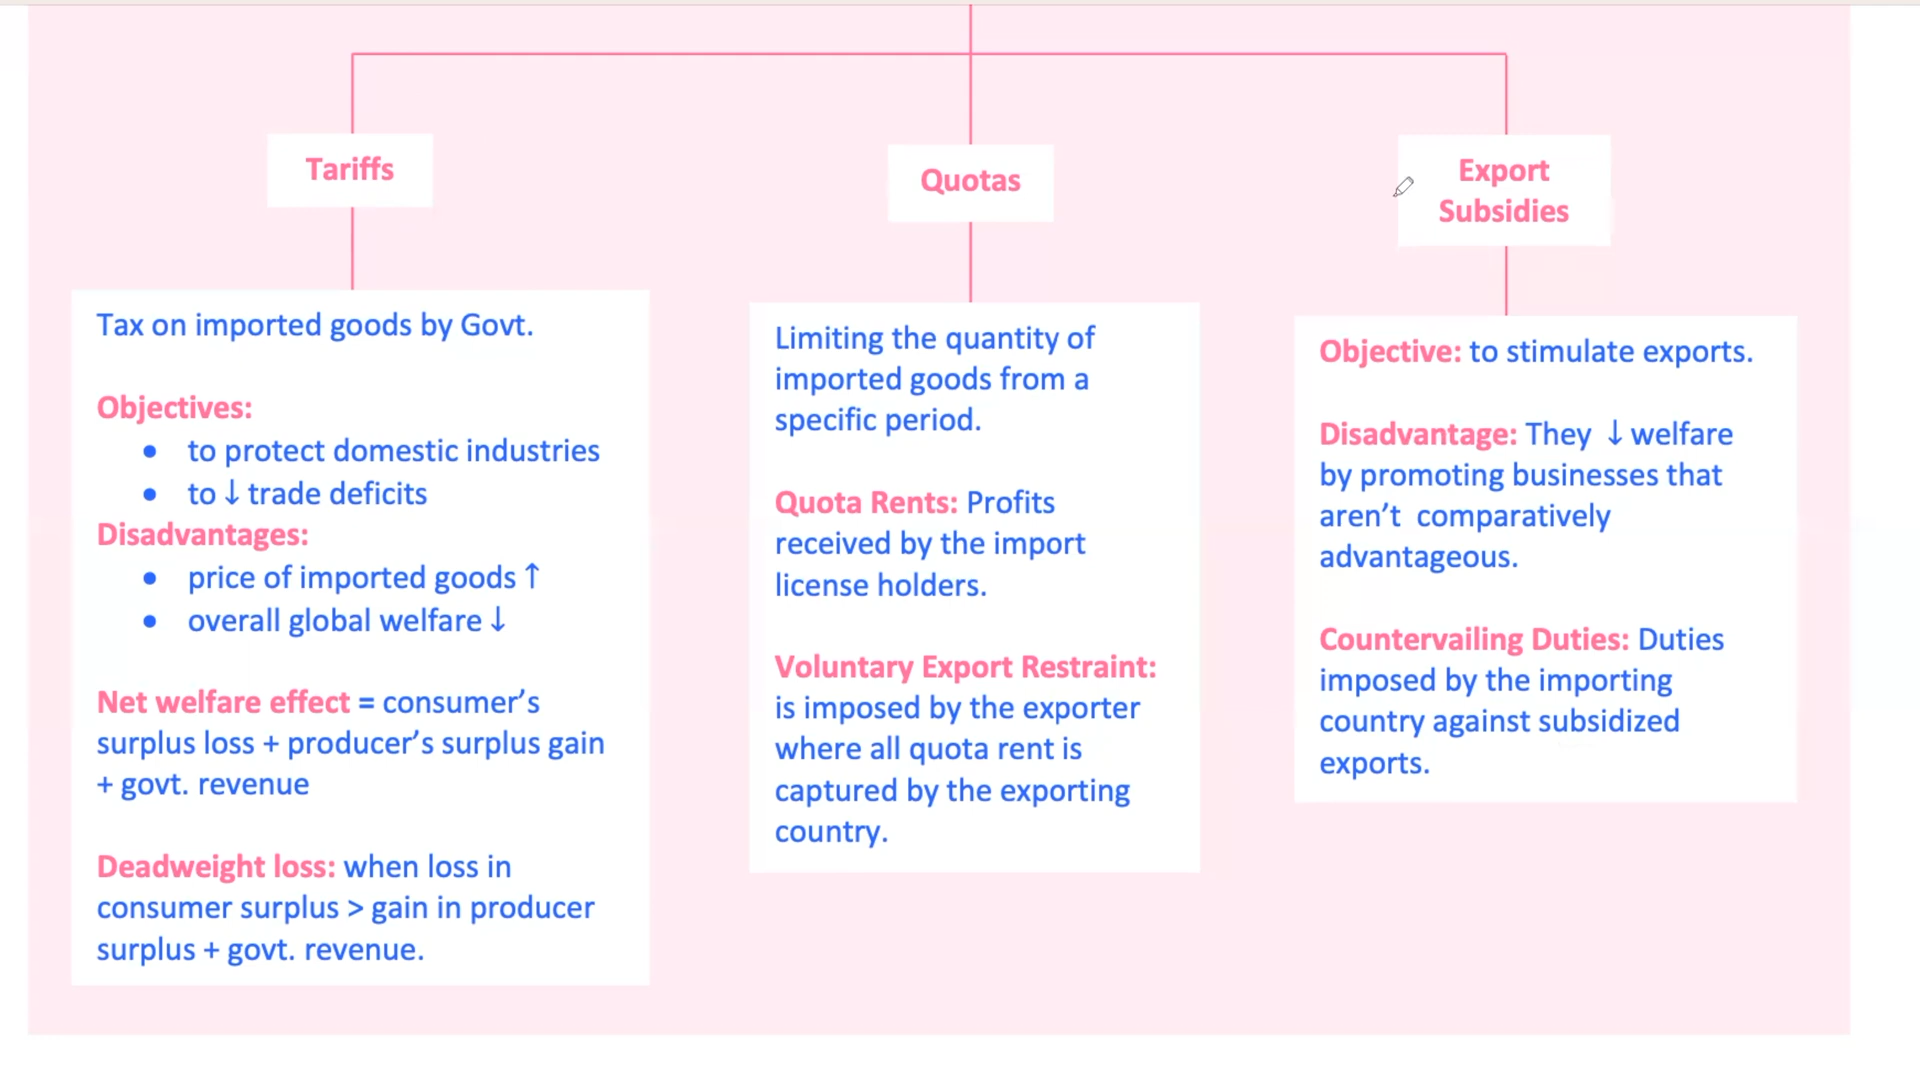 Tariffs
Tax on imported goods by Govt.
Objectives:
• to protect domestic industries
• to ↓ trade deficits
Disadvantages:
• price of imported goods ↑
• overall global welfare ↓
Net welfare effect = consumer’s
surplus loss + producer’s surplus gain
+ govt. revenue
Deadweight loss: when loss in
consumer surplus > gain in producer
surplus + govt. revenue.
Quotas
Limiting the quantity of
imported goods from a
specific period.
Quota Rents: Profits
received by the import
license holders.
Voluntary Export Restraint:
is imposed by the exporter
where all quota rent is
captured by the exporting
country.
Export
Subsidies
Objective: to stimulate exports.
Disadvantage: They ↓ welfare
by promoting businesses that
aren’t comparatively
advantageous.
Countervailing Duties: Duties
imposed by the importing
country against subsidized
exports.